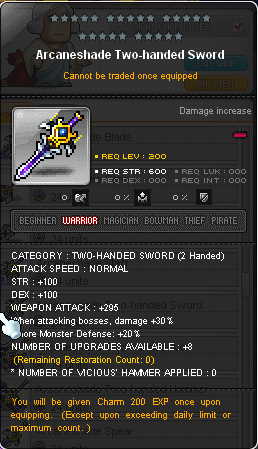 Arcaneshade Two-handed Sword
Cannot be traded once equipped
Damage increase
REQ LEV : 200
REQ STR : 600 REQ LUK : 000
REQ DEX : 000 REQ INT : 000
0 0 0
BEGINNER WARRIOR MAGICIAN BOWMAN THIEF PIRATE
CATEGORY : TWO-HANDED SWORD (2 Handed)
ATTACK SPEED : NORMAL
STR : +100
DEX : +100
WEAPON ATTACK : +295
When attacking bosses, damage +30%
Monster Defense: +20%
NUMBER OF UPGRADES AVAILABLE : +8
(Remaining Restoration Count: 0)
* NUMBER OF VICIOUS' HAMMER APPLIED : 0
You will be given Charm 200 EXP once upon
equipping. (Except upon exceeding daily limit or
maximum count. )